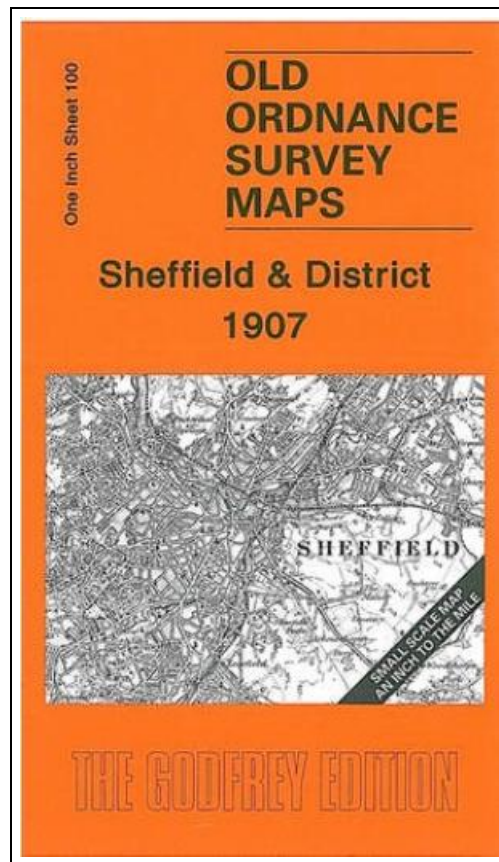 One Inch Sheet 100
OLD
ORDNANCE
SURVEY
MAPS
Sheffield & District
1907
SHEFFIELD
SMALL SCALE MAP
AN INCH TO THE MILE
THE GODFREY EDITION